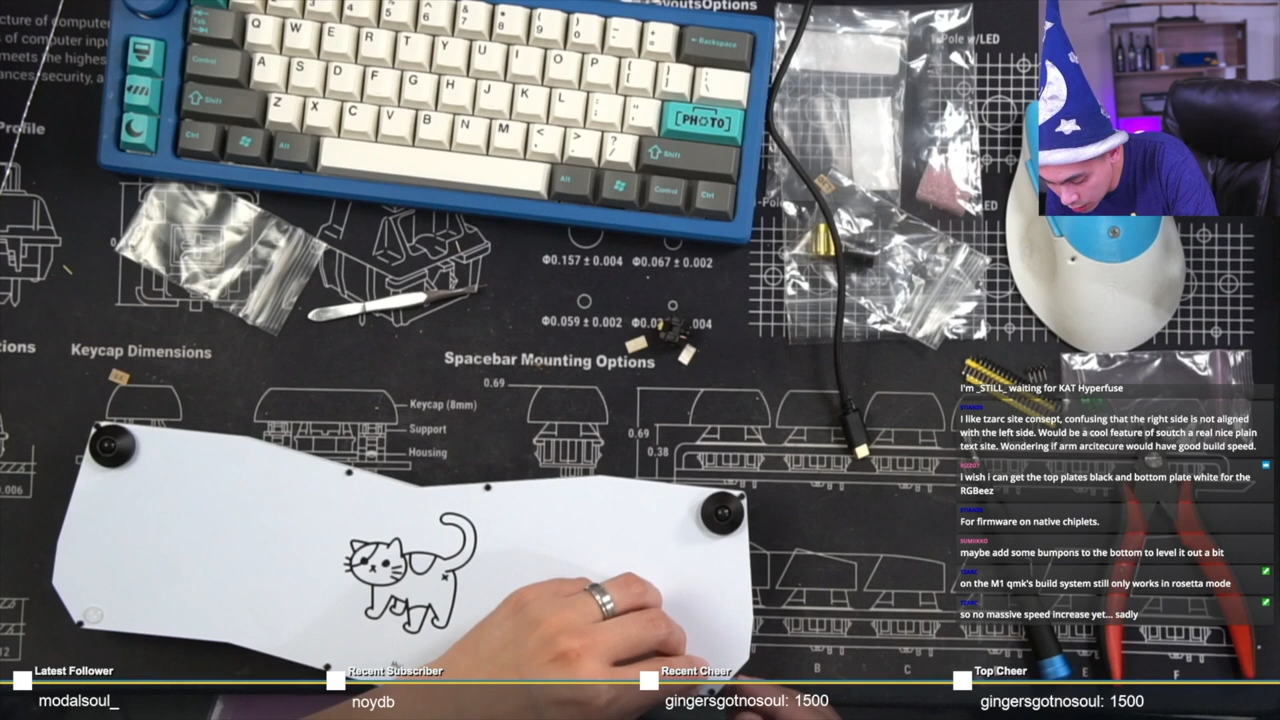 cture of
s of computer inpu
meets the highes
ances/security, a
youtsOptions
Pole w/LED
Profile
Q W E R T Y U I O P { [ } ] Backspace
Tab
Control A S D F G H J K L : ; " '
Shift Z X C V B N M < > ? [PHOTO]
Shift
Ctrl Alt Alt Control Ctrl
Φ0.157 ± 0.004 Φ0.067 ± 0.002
Φ0.059 ± 0.002
.004
Keycap Dimensions
Spacebar Mounting Options
0.69
Keycap (8mm)
Support
Housing
0.69
0.38
0.006
B C E F
I'm _STILL_ waiting for KAT Hyperfuse
I like tzarc site consept, confusing that the right side is not aligned
with the left side. Would be a cool feature of soutch a real nice plain
text site. Wondering if arm arcitecure would have good build speed.
I wish i can get the top plates black and bottom plate white for the
RGBeez
For firmware on native chiplets.
SUMIKKO
maybe add some bumpons to the bottom to level it out a bit
TZARC
on the M1 qmk's build system still only works in rosetta mode
TZARC
so no massive speed increase yet... sadly
Latest Follower
modalsoul_
Recent Subscriber
noydb
Recent Cheer
gingersgotnosoul: 1500
Top Cheer
gingersgotnosoul: 1500